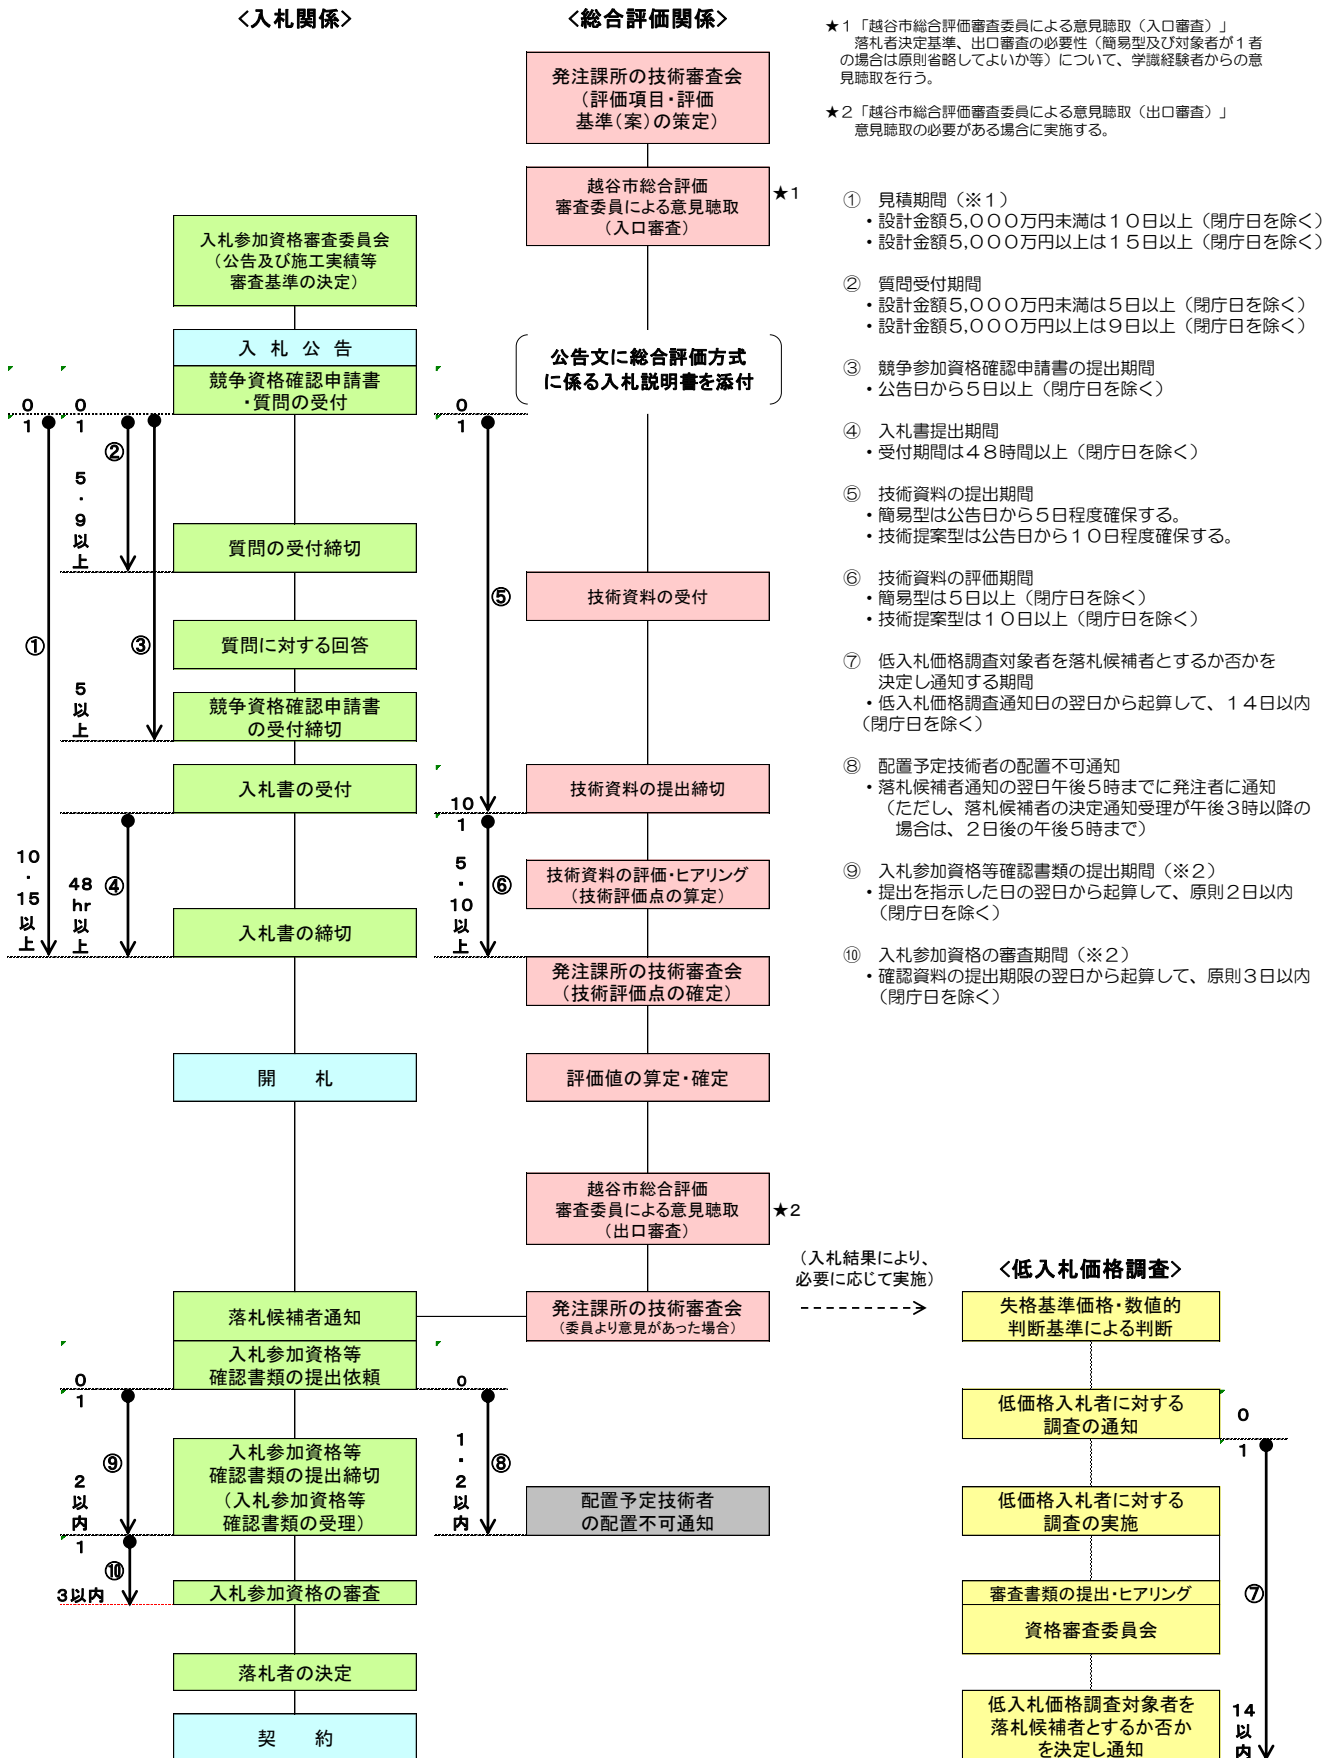 <入札関係>
<総合評価関係>
★1「越谷市総合評価審査委員による意見聴取（入口審査）」
落札者決定基準、出口審査の必要性（簡易型及び対象者が１者
の場合は原則省略してよいか等）について、学識経験者からの意
見聴取を行う。
★2「越谷市総合評価審査委員による意見聴取（出口審査）」
意見聴取の必要がある場合に実施する。
発注課所の技術審査会
（評価項目・評価
基準（案）の策定）
越谷市総合評価
審査委員による意見聴取
（入口審査）
★1
入札参加資格審査委員会
（公告及び施工実績等
審査基準の決定）
入 札 公 告
競争資格確認申請書
・質問の受付
公告文に総合評価方式
に係る入札説明書を添付
0
1
0
1
0
1
②
5
・
9
以
上
質問の受付締切
技術資料の受付
⑤
①
③
質問に対する回答
5
以
上
競争資格確認申請書
の受付締切
入札書の受付
技術資料の提出締切
10
1
10
・
15
以
上
48
hr
以
上
④
5
・
10
以
上
⑥
技術資料の評価・ヒアリング
（技術評価点の算定）
入札書の締切
発注課所の技術審査会
（技術評価点の確定）
開　札
評価値の算定・確定
越谷市総合評価
審査委員による意見聴取
（出口審査）
★2
落札候補者通知
発注課所の技術審査会
（委員より意見があった場合）
（入札結果により、
必要に応じて実施）
入札参加資格等
確認書類の提出依頼
0
1
0
⑨
2
以
内
入札参加資格等
確認書類の提出締切
（入札参加資格等
確認書類の受理）
1
・
2
以
内
⑧
配置予定技術者
の配置不可通知
1
⑩
3以内
入札参加資格の審査
落札者の決定
契　約
① 見積期間（※１）
・設計金額５,０００万円未満は１０日以上（閉庁日を除く）
・設計金額５,０００万円以上は１５日以上（閉庁日を除く）
② 質問受付期間
・設計金額５,０００万円未満は５日以上（閉庁日を除く）
・設計金額５,０００万円以上は９日以上（閉庁日を除く）
③ 競争参加資格確認申請書の提出期間
・公告日から５日以上（閉庁日を除く）
④ 入札書提出期間
・受付期間は４８時間以上（閉庁日を除く）
⑤ 技術資料の提出期間
・簡易型は公告日から５日程度確保する。
・技術提案型は公告日から１０日程度確保する。
⑥ 技術資料の評価期間
・簡易型は５日以上（閉庁日を除く）
・技術提案型は１０日以上（閉庁日を除く）
⑦ 低入札価格調査対象者を落札候補者とするか否かを
決定し通知する期間
・低入札価格調査通知日の翌日から起算して、１４日以内
（閉庁日を除く）
⑧ 配置予定技術者の配置不可通知
・落札候補者通知の翌日午後５時までに発注者に通知
（ただし、落札候補者の決定通知受理が午後３時以降の
場合は、２日後の午後５時まで）
⑨ 入札参加資格等確認書類の提出期間（※２）
・提出を指示した日の翌日から起算して、原則２日以内
（閉庁日を除く）
⑩ 入札参加資格の審査期間（※２）
・確認資料の提出期限の翌日から起算して、原則３日以内
（閉庁日を除く）
<低入札価格調査>
失格基準価格・数値的
判断基準による判断
低価格入札者に対する
調査の通知
0
1
低価格入札者に対する
調査の実施
審査書類の提出・ヒアリング
資格審査委員会
⑦
低入札価格調査対象者を
落札候補者とするか否か
を決定し通知
14
以
内